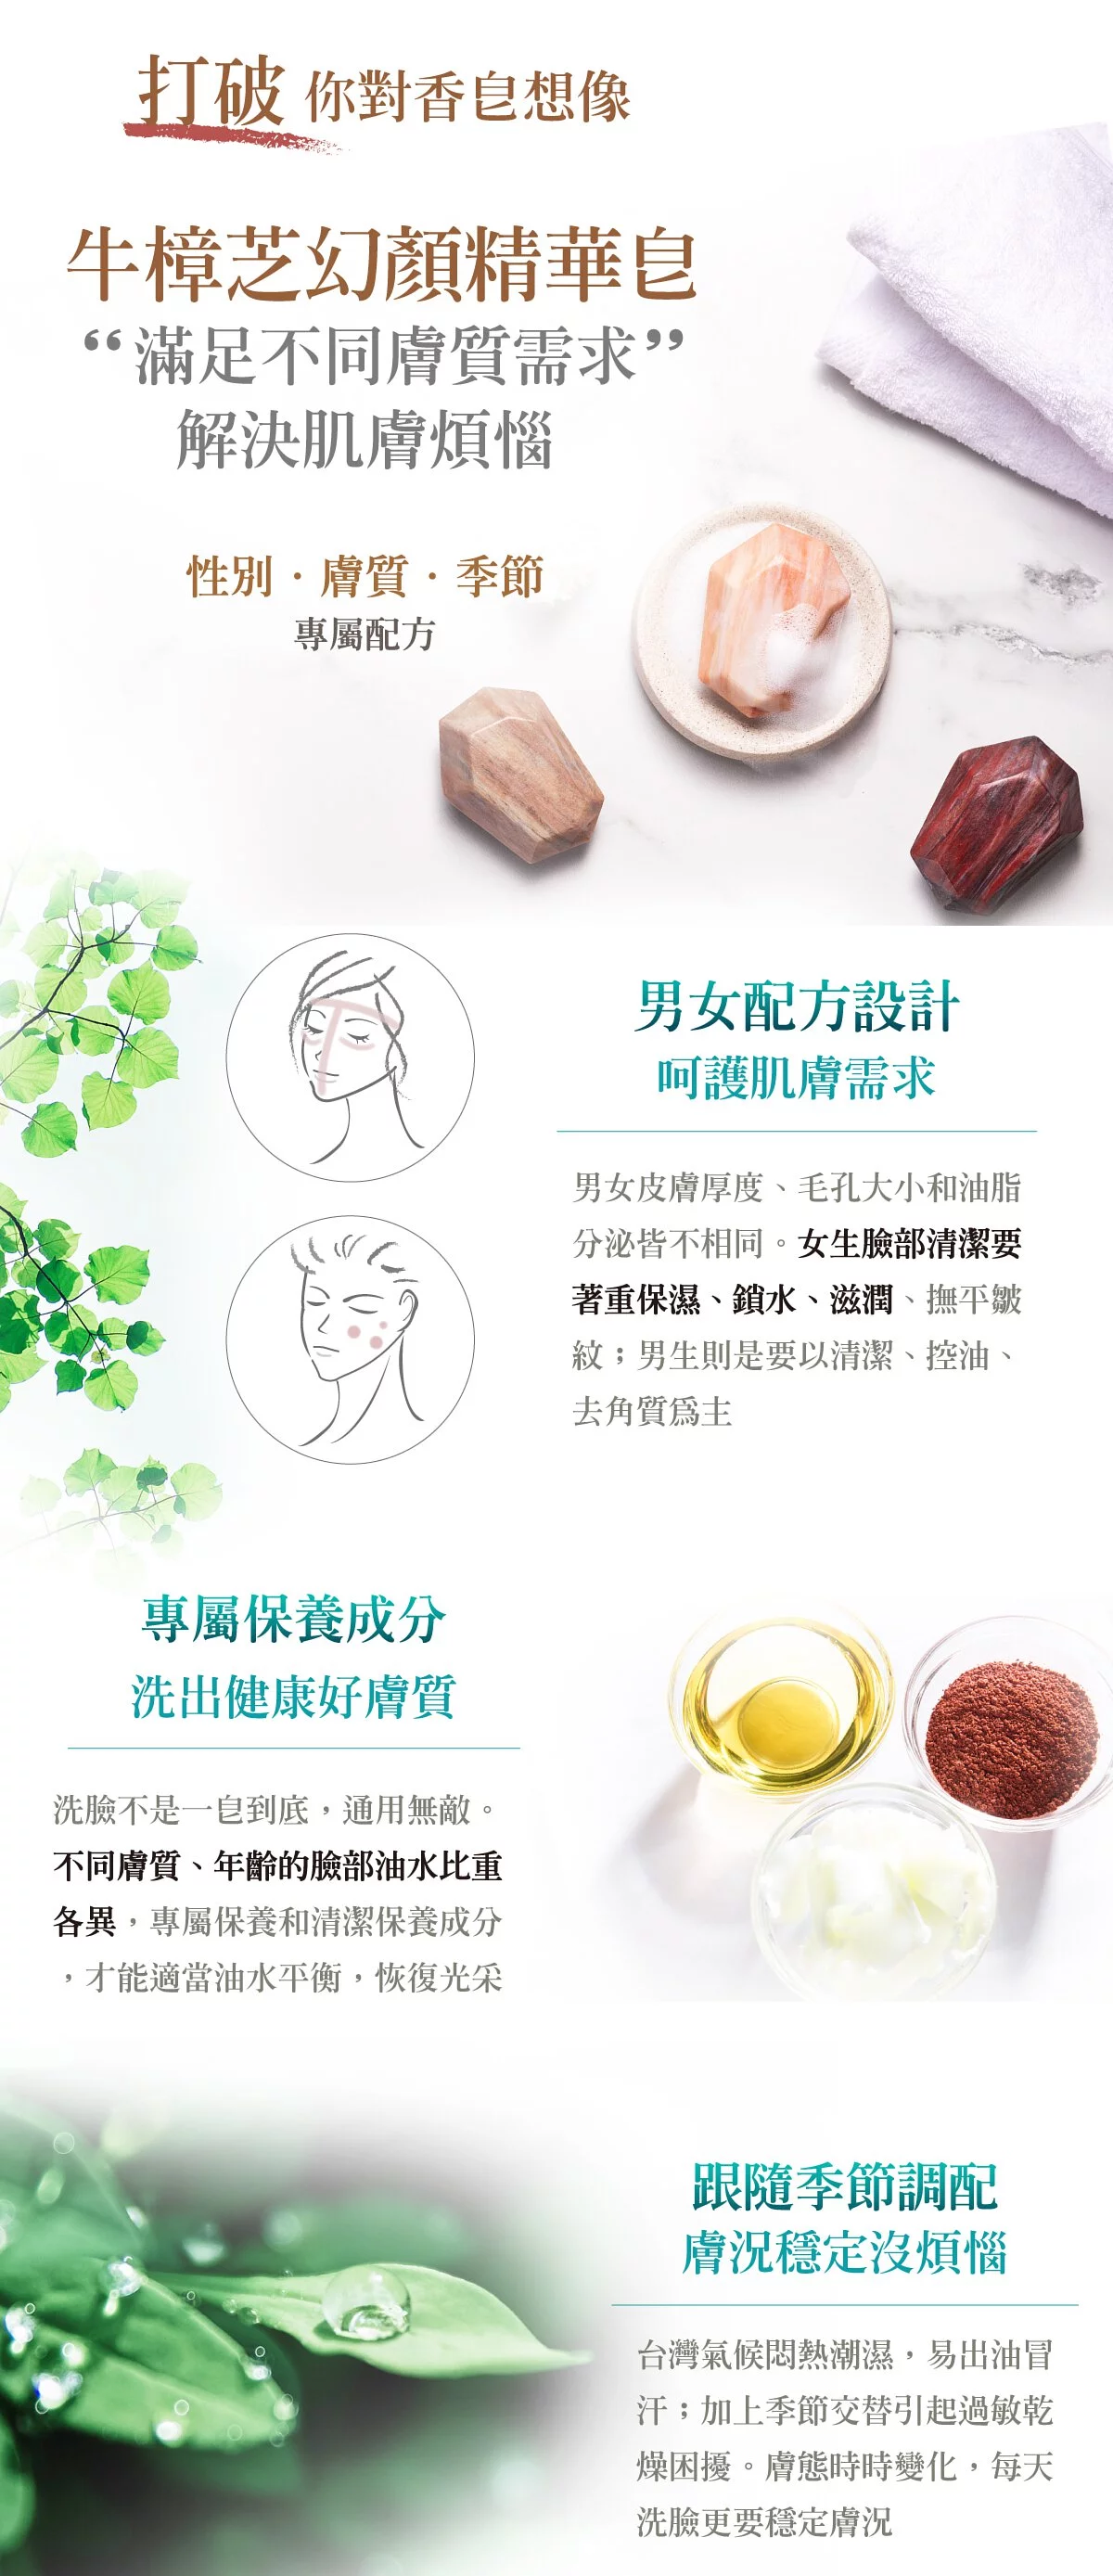 打破 你對香皂想像
牛樟芝幻顏精華皂
“滿足不同膚質需求”
解決肌膚煩惱
性別．膚質．季節
專屬配方
男女配方設計
呵護肌膚需求
男女皮膚厚度、毛孔大小和油脂
分泌皆不相同。女生臉部清潔要
著重保濕、鎖水、滋潤、撫平皺
紋；男生則是要以清潔、控油、
去角質為主
專屬保養成分
洗出健康好膚質
洗臉不是一皂到底，通用無敵。
不同膚質、年齡的臉部油水比重
各異，專屬保養和清潔保養成分
，才能適當油水平衡，恢復光采
跟隨季節調配
膚況穩定沒煩惱
台灣氣候悶熱潮濕，易出油冒
汗；加上季節交替引起過敏乾
燥困擾。膚態時時變化，每天
洗臉更要穩定膚況